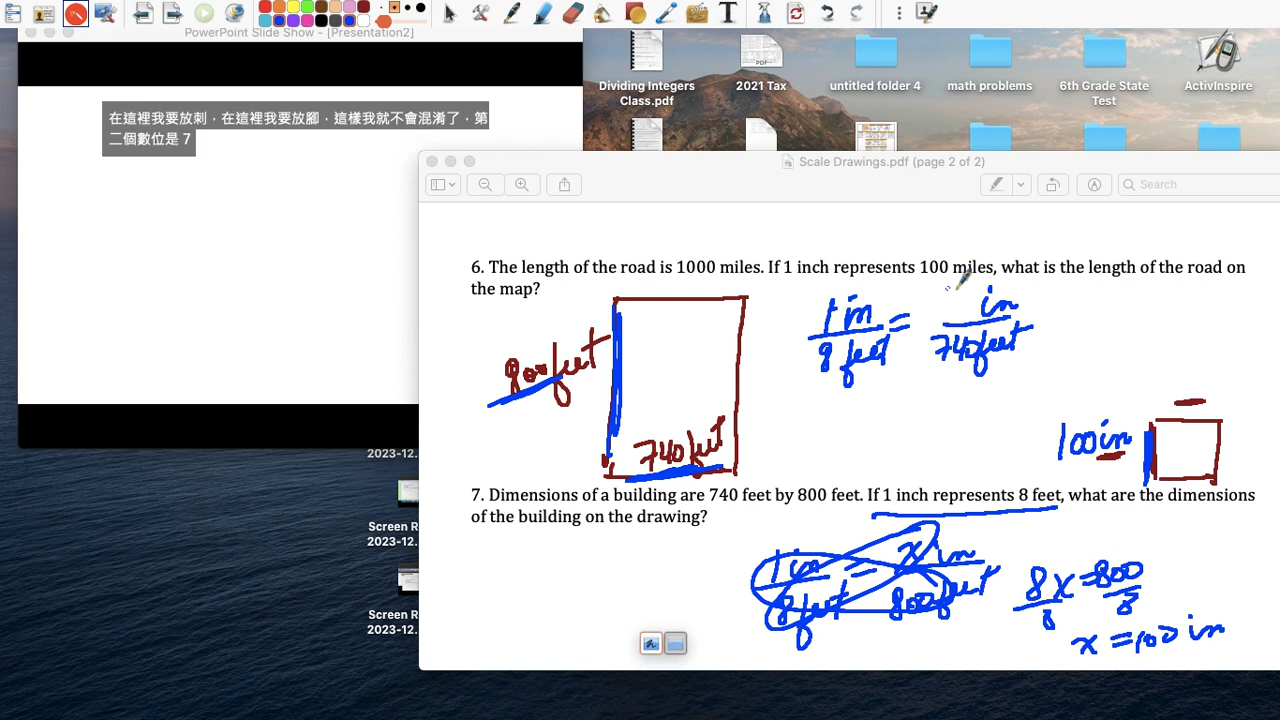 PowerPoint Slide Show - [Presentation2]
在這裡我要放刺，在這裡我要放腳，這樣我就不會混淆了，第
二個數位是 7
Dividing Integers
Class.pdf
PDF
2021 Tax
untitled folder 4
math problems
6th Grade State
Test
ActivInspire
Scale Drawings.pdf (page 2 of 2)
Search
6. The length of the road is 1000 miles. If 1 inch represents 100 miles, what is the length of the road on
the map?
1 in
8 feet
=
in
740 feet
800 feet
740 feet
100 in
7. Dimensions of a building are 740 feet by 800 feet. If 1 inch represents 8 feet, what are the dimensions
of the building on the drawing?
1 in
8 feet
=
x in
800 feet
8x = 800
8 8
x = 100 in
2023-12.
Screen R
2023-12.
Screen R
2023-12.